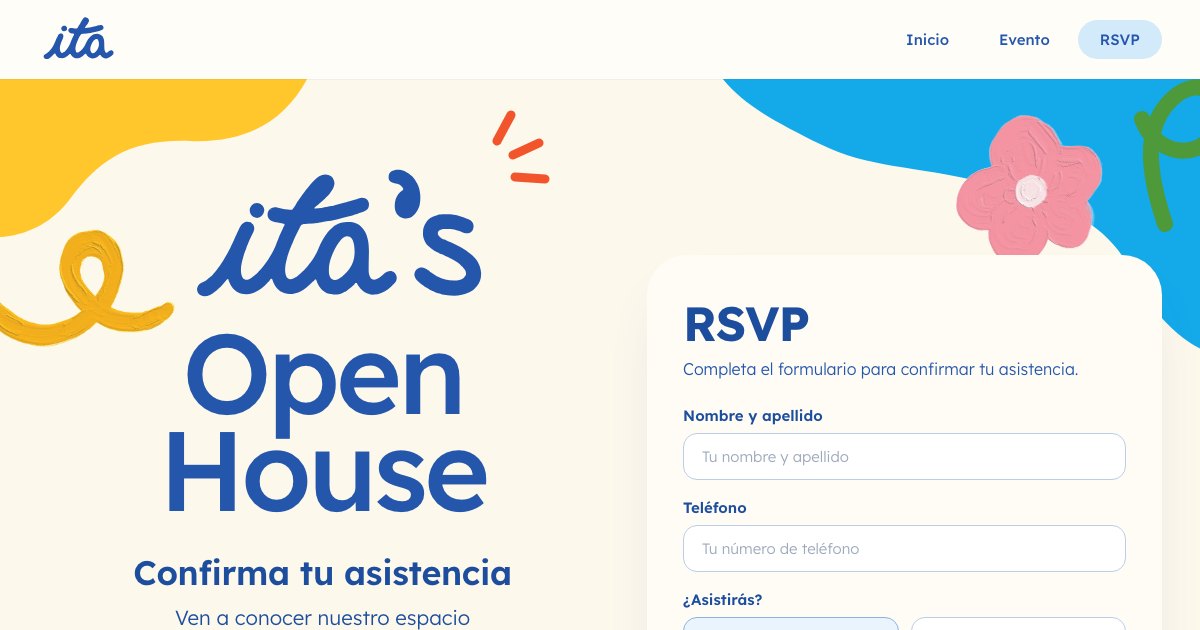 ita
Inicio
Evento
RSVP
ita's
Open
House
Confirma tu asistencia
Ven a conocer nuestro espacio
RSVP
Completa el formulario para confirmar tu asistencia.
Nombre y apellido
Tu nombre y apellido
Teléfono
Tu número de teléfono
¿Asistirás?